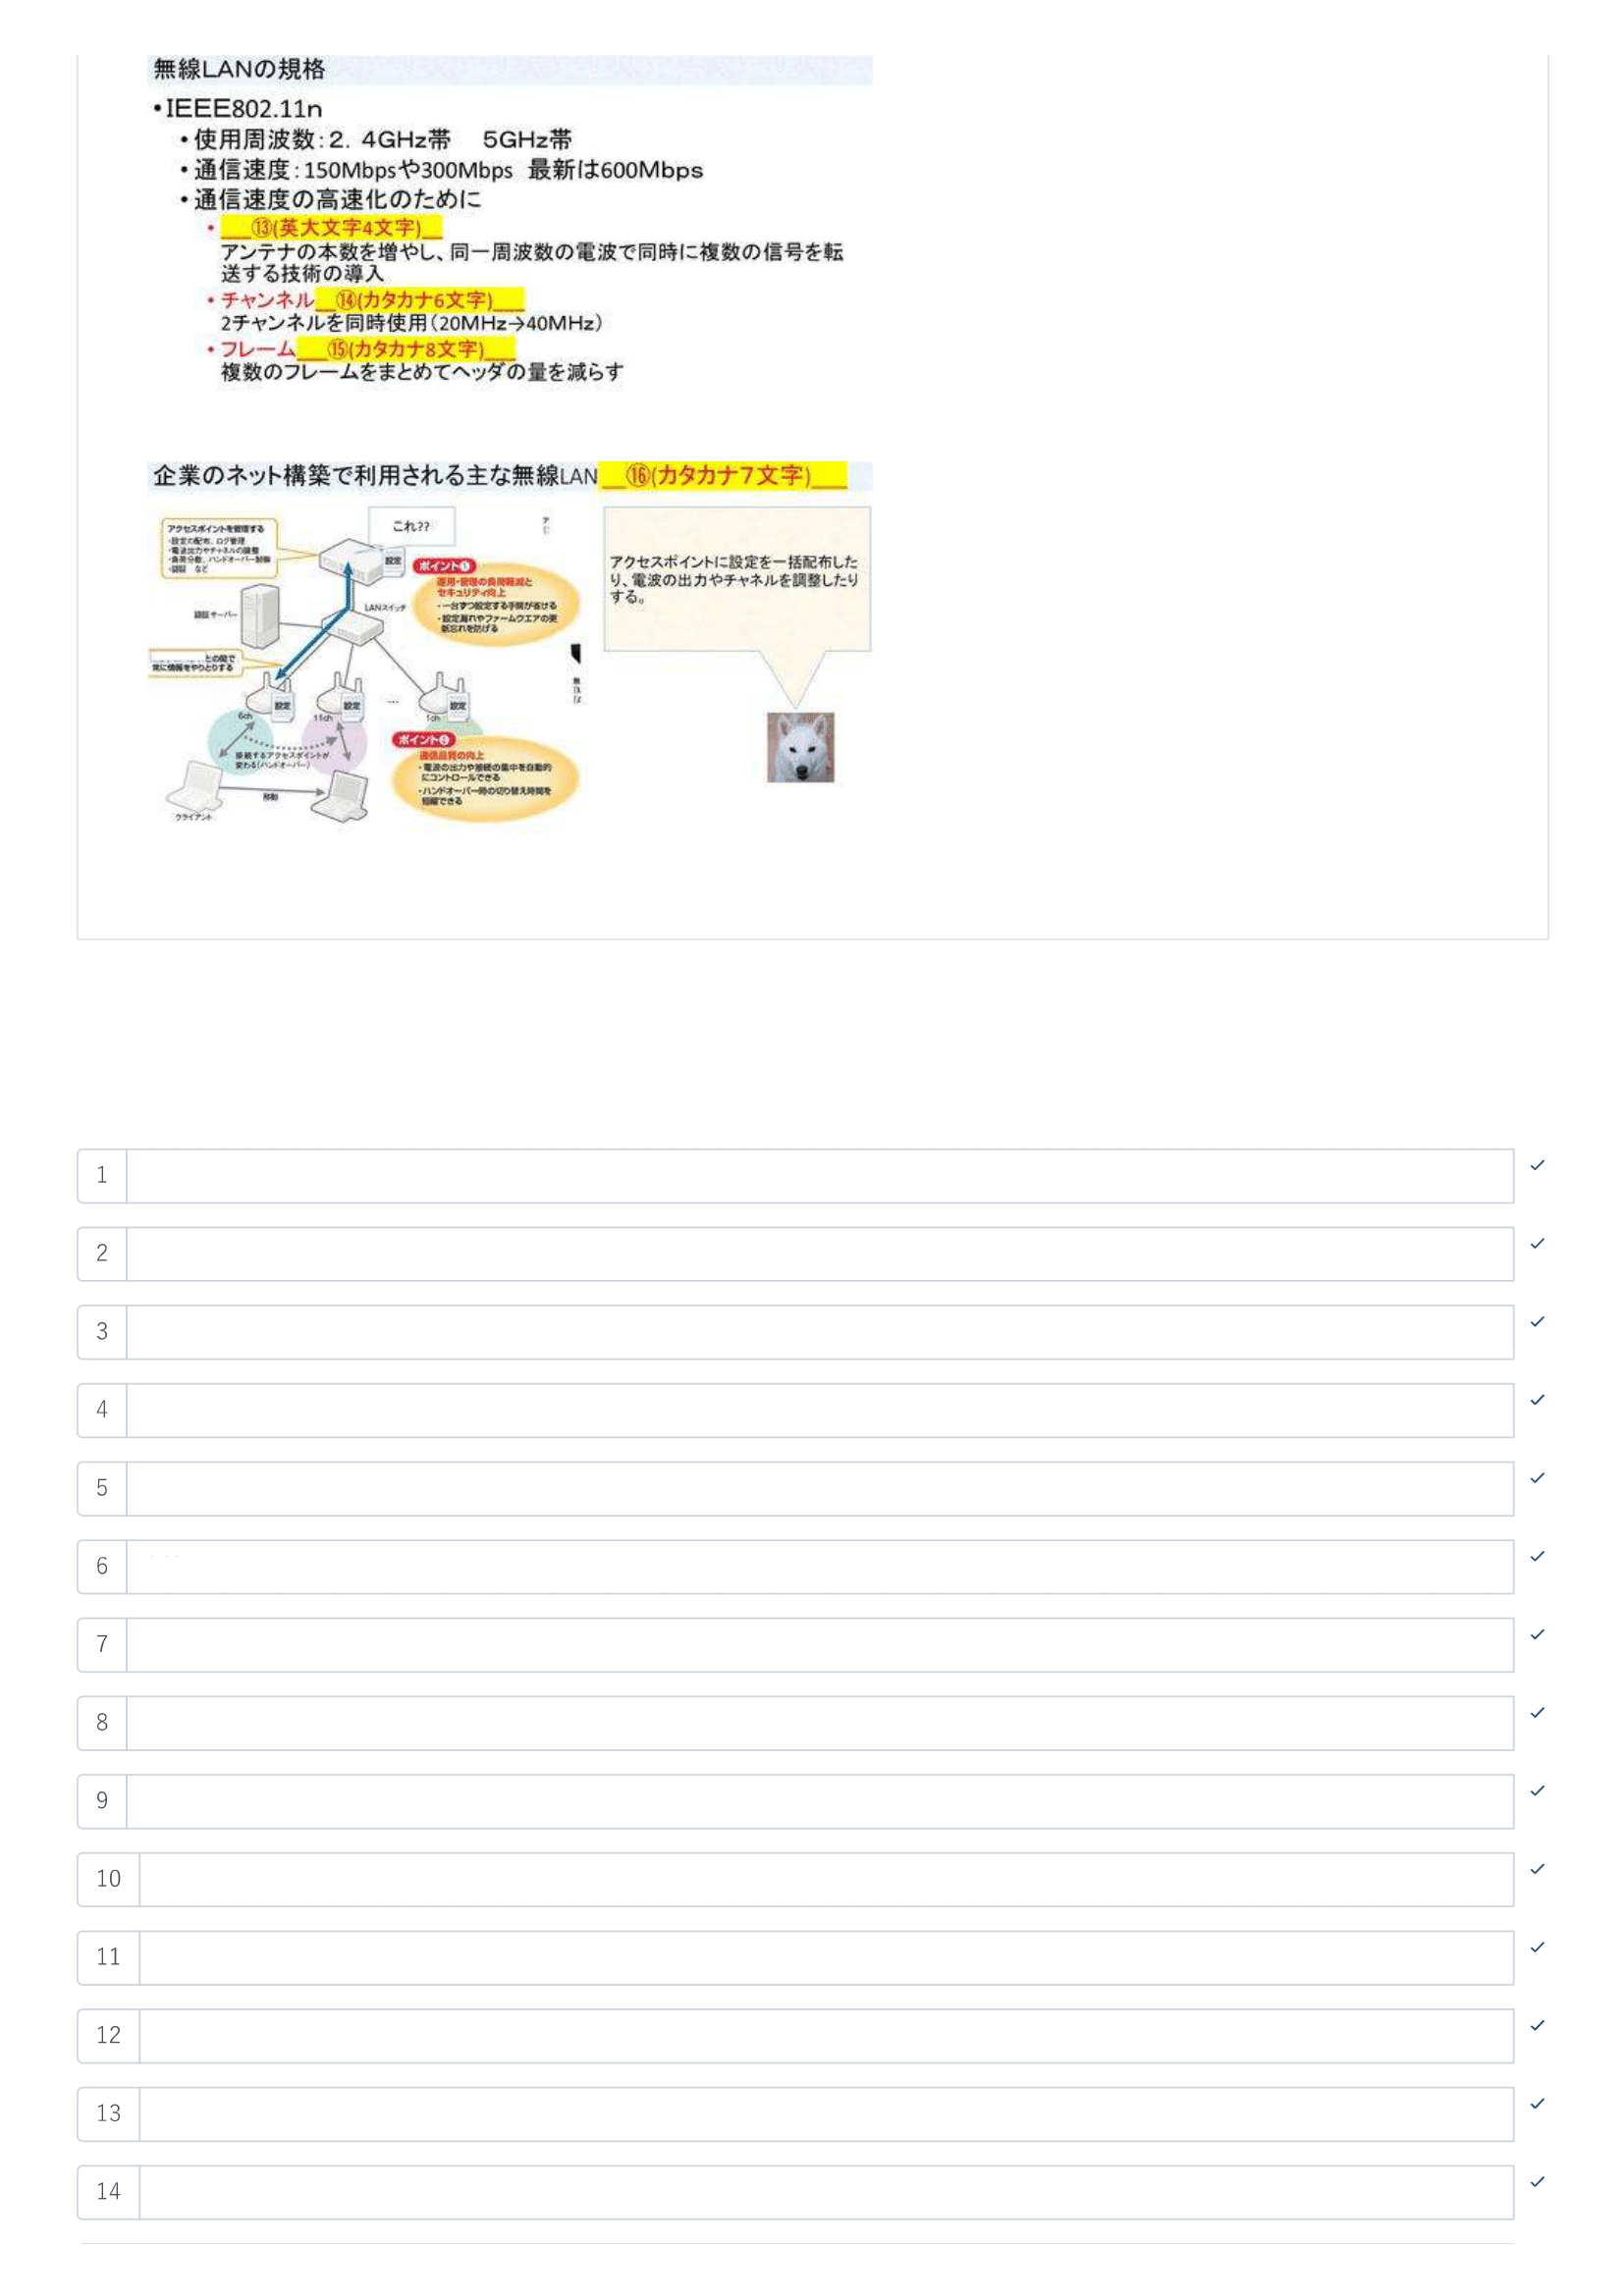 無線LANの規格
•IEEE802.11n
•使用周波数：２．４GHz帯　５GHz帯
•通信速度：150Mbpsや300Mbps　最新は600Mbps
•通信速度の高速化のために
• ___⑬(英大文字4文字)__
アンテナの本数を増やし、同一周波数の電波で同時に複数の信号を転
送する技術の導入
• チャンネル__⑭(カタカナ6文字)___
2チャンネルを同時使用（20MHz→40MHz）
• フレーム___⑮(カタカナ8文字)___
複数のフレームをまとめてヘッダの量を減らす
企業のネット構築で利用される主な無線LAN__⑯(カタカナ７文字)___
これ??
アクセスポイントを管理する
・設定の配布、ログ管理
・電波出力やチャネルの調整
・負荷分散、ハンドオーバー制御
・認証　など
設定
ポイント❶
運用・管理の負荷軽減と
セキュリティ向上
・一台ずつ設定する手間が省ける
・設定漏れやファームウエアの更
新忘れを防げる
アクセスポイントに設定を一括配布した
り、電波の出力やチャネルを調整したり
する。
LANスイッチ
認証サーバー
との間で
常に情報をやりとりする
設定
設定
…
設定
6ch
11ch
1ch
接続するアクセスポイントが
変わる(ハンドオーバー)
ポイント❷
通信品質の向上
・電波の出力や接続の集中を自動的
にコントロールできる
・ハンドオーバー時の切り替え時間を
短縮できる
移動
クライアント
1
2
3
4
5
6
7
8
9
10
11
12
13
14